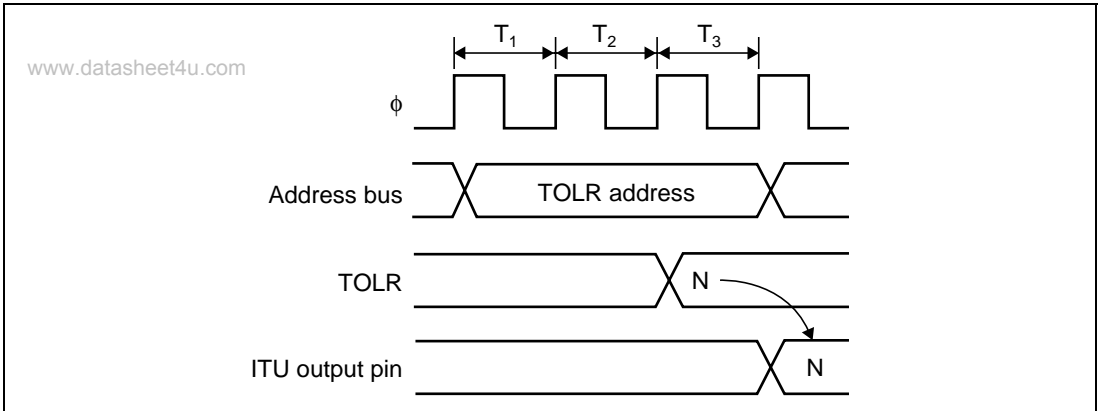 T₁ T₂ T₃
www.datasheet4u.com
ϕ
Address bus TOLR address
TOLR N
ITU output pin N